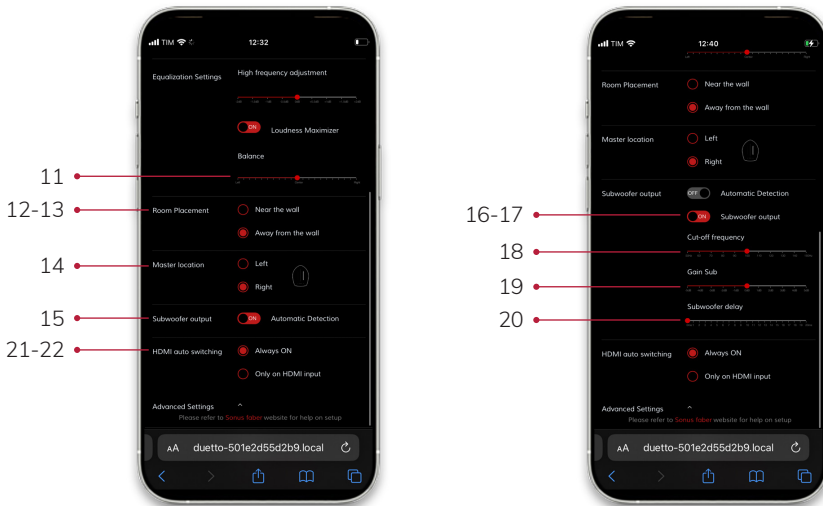 TIM 12:32
Equalization Settings High frequency adjustment
ON Loudness Maximizer
Balance
Left Right
11
12-13 Room Placement Near the wall
Away from the wall
14 Master location Left
Right
15 Subwoofer output ON Automatic Detection
21-22 HDMI auto switching Always ON
Only on HDMI input
Advanced Settings
Please refer to Sonus faber website for help on setup
AA duetto-501e2d55d2b9.local
TIM 12:40
Left Right
Room Placement Near the wall
Away from the wall
Master location Left
Right
Subwoofer output OFF Automatic Detection
16-17 ON Subwoofer output
Cut-off frequency
18
Gain Sub
19
Subwoofer delay
20
HDMI auto switching Always ON
Only on HDMI input
Advanced Settings
Please refer to Sonus faber website for help on setup
AA duetto-501e2d55d2b9.local